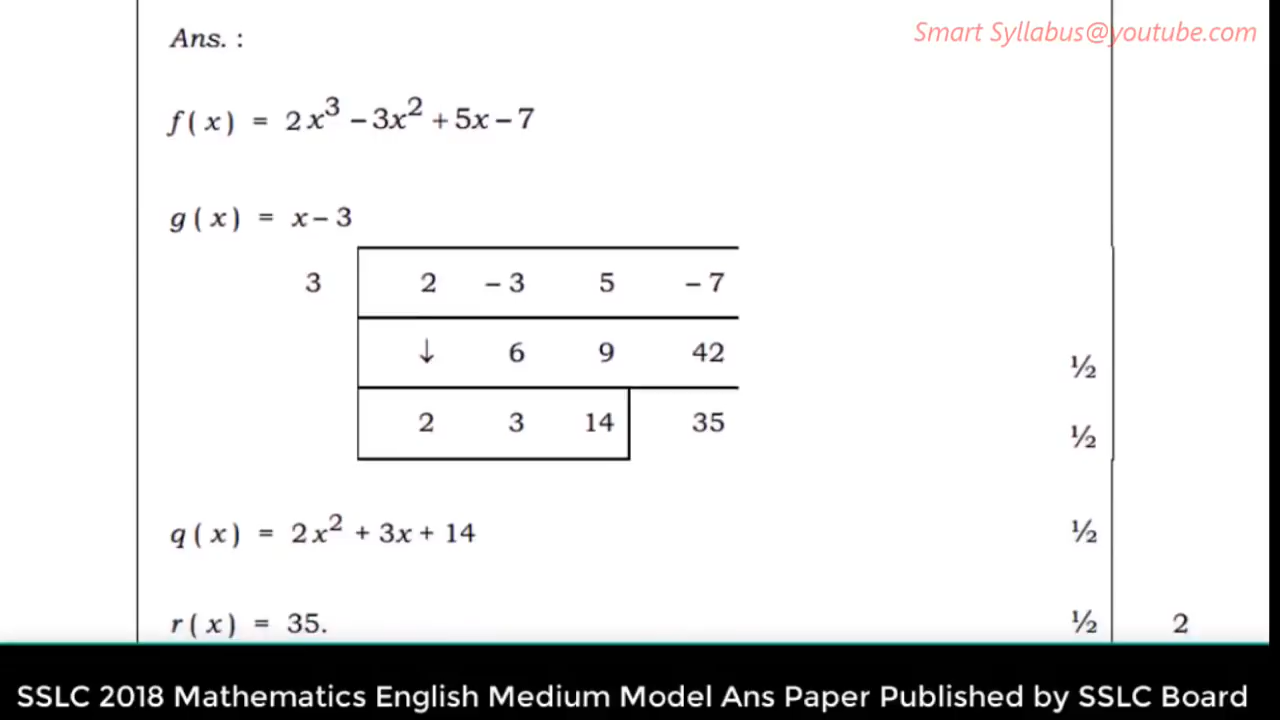 Ans. :
Smart Syllabus@youtube.com
f ( x ) = 2x³ – 3x² + 5x – 7
g ( x ) = x – 3
3 2 – 3 5 – 7
↓ 6 9 42 ½
2 3 14 35 ½
q ( x ) = 2x² + 3x + 14 ½
r ( x ) = 35. ½ 2
SSLC 2018 Mathematics English Medium Model Ans Paper Published by SSLC Board